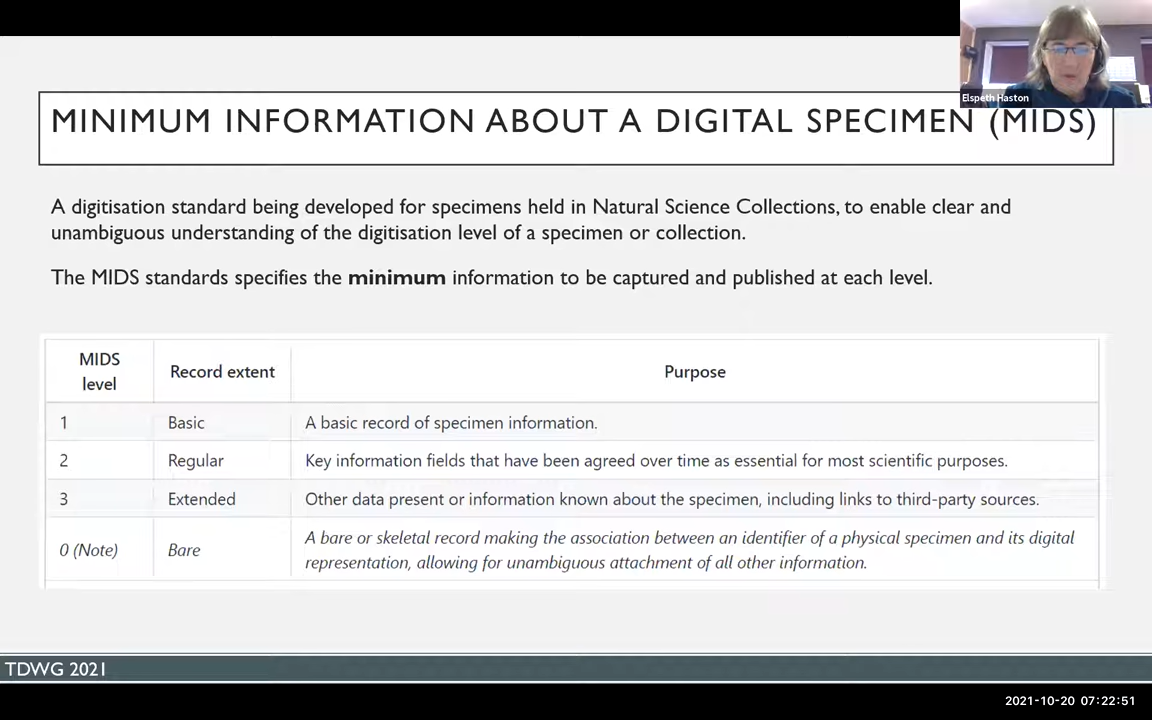 Elspeth Haston
MINIMUM INFORMATION ABOUT A DIGITAL SPECIMEN (MIDS)
A digitisation standard being developed for specimens held in Natural Science Collections, to enable clear and
unambiguous understanding of the digitisation level of a specimen or collection.
The MIDS standards specifies the minimum information to be captured and published at each level.
MIDS level Record extent Purpose
1 Basic A basic record of specimen information.
2 Regular Key information fields that have been agreed over time as essential for most scientific purposes.
3 Extended Other data present or information known about the specimen, including links to third-party sources.
0 (Note) Bare A bare or skeletal record making the association between an identifier of a physical specimen and its digital
representation, allowing for unambiguous attachment of all other information.
TDWG 2021
2021-10-20 07:22:51